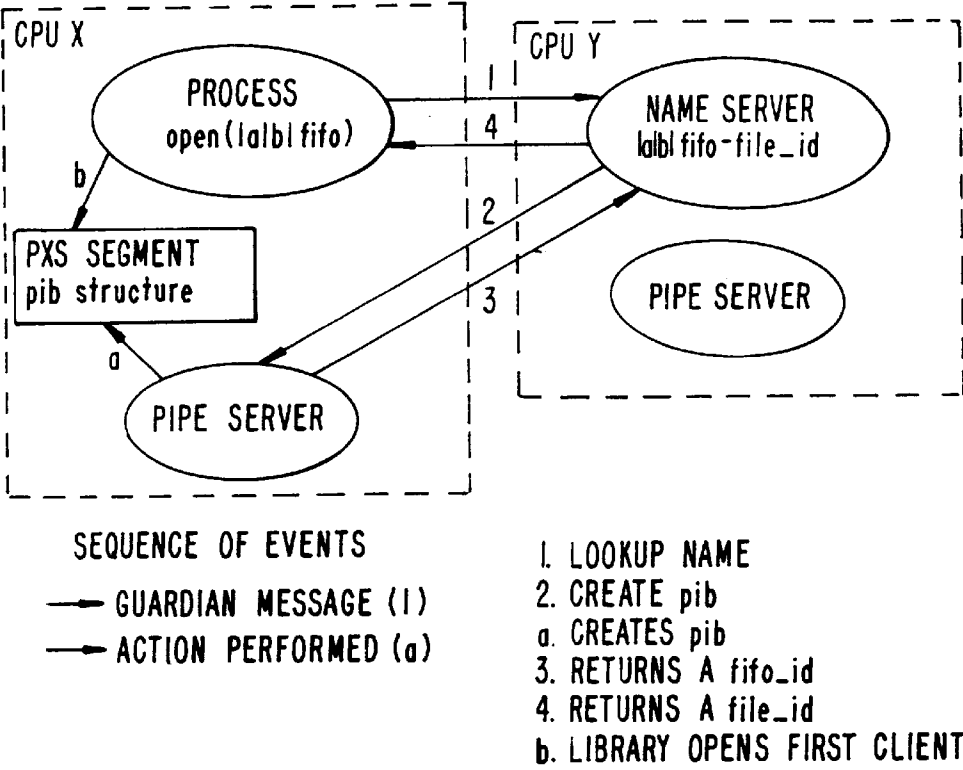 CPU X
PROCESS
open(lalblfifo)
1
4
b
PXS SEGMENT
pib structure
a
PIPE SERVER
2
3
CPU Y
NAME SERVER
lalblfifo-file_id
PIPE SERVER
SEQUENCE OF EVENTS
GUARDIAN MESSAGE (1)
ACTION PERFORMED (a)
1. LOOKUP NAME
2. CREATE pib
a. CREATES pib
3. RETURNS A fifo_id
4. RETURNS A file_id
b. LIBRARY OPENS FIRST CLIENT